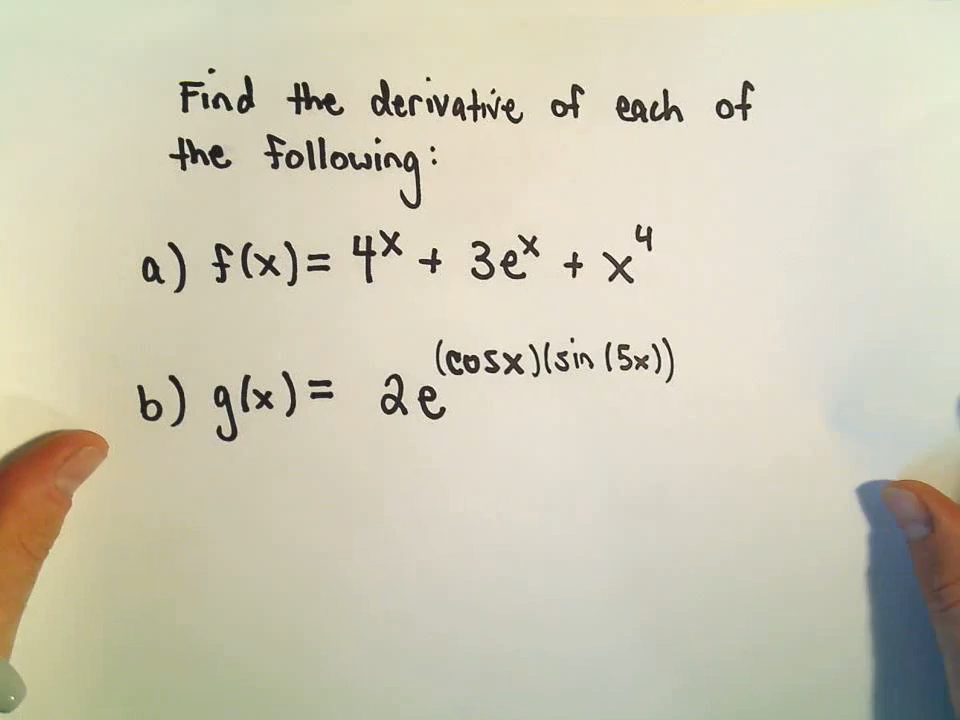 Find the derivative of each of
the following:
a) f(x) = 4^x + 3e^x + x^4
b) g(x) = 2e^((cosx)(sin(5x)))